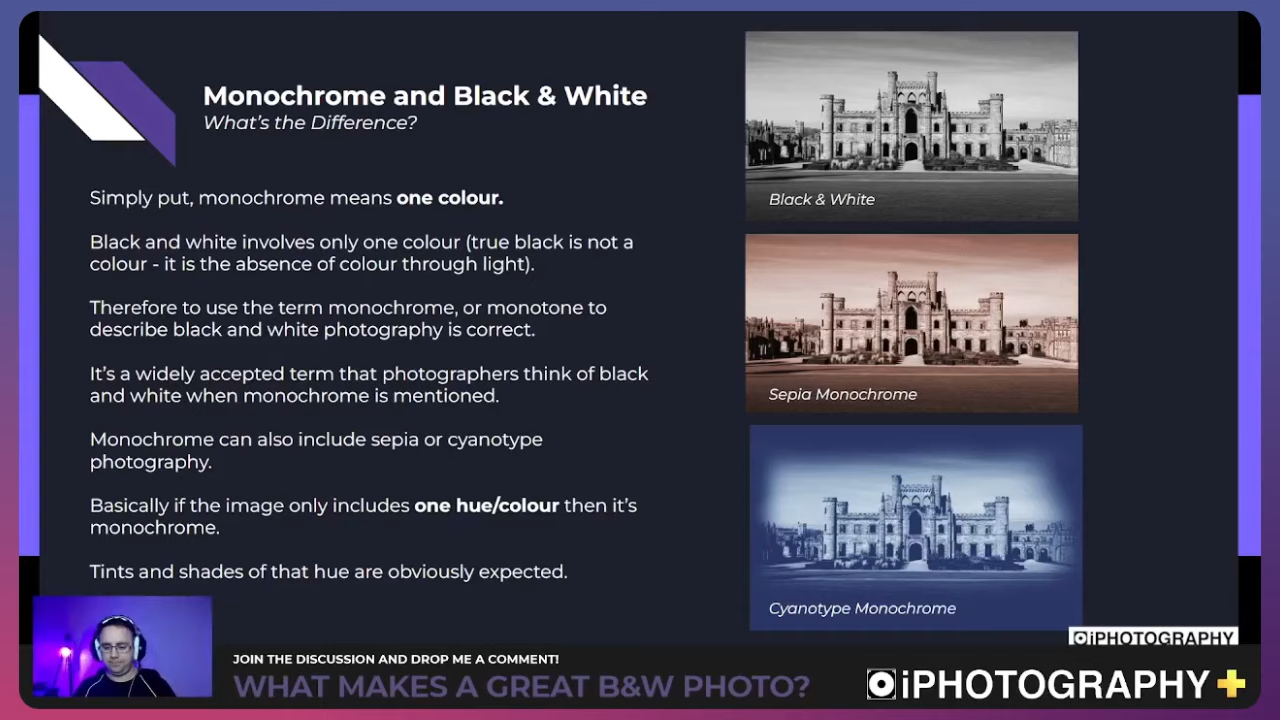 Monochrome and Black & White
What's the Difference?
Simply put, monochrome means one colour.
Black and white involves only one colour (true black is not a
colour - it is the absence of colour through light).
Therefore to use the term monochrome, or monotone to
describe black and white photography is correct.
It's a widely accepted term that photographers think of black
and white when monochrome is mentioned.
Monochrome can also include sepia or cyanotype
photography.
Basically if the image only includes one hue/colour then it's
monochrome.
Tints and shades of that hue are obviously expected.
Black & White
Sepia Monochrome
Cyanotype Monochrome
iPHOTOGRAPHY
JOIN THE DISCUSSION AND DROP ME A COMMENT!
WHAT MAKES A GREAT B&W PHOTO?
iPHOTOGRAPHY+